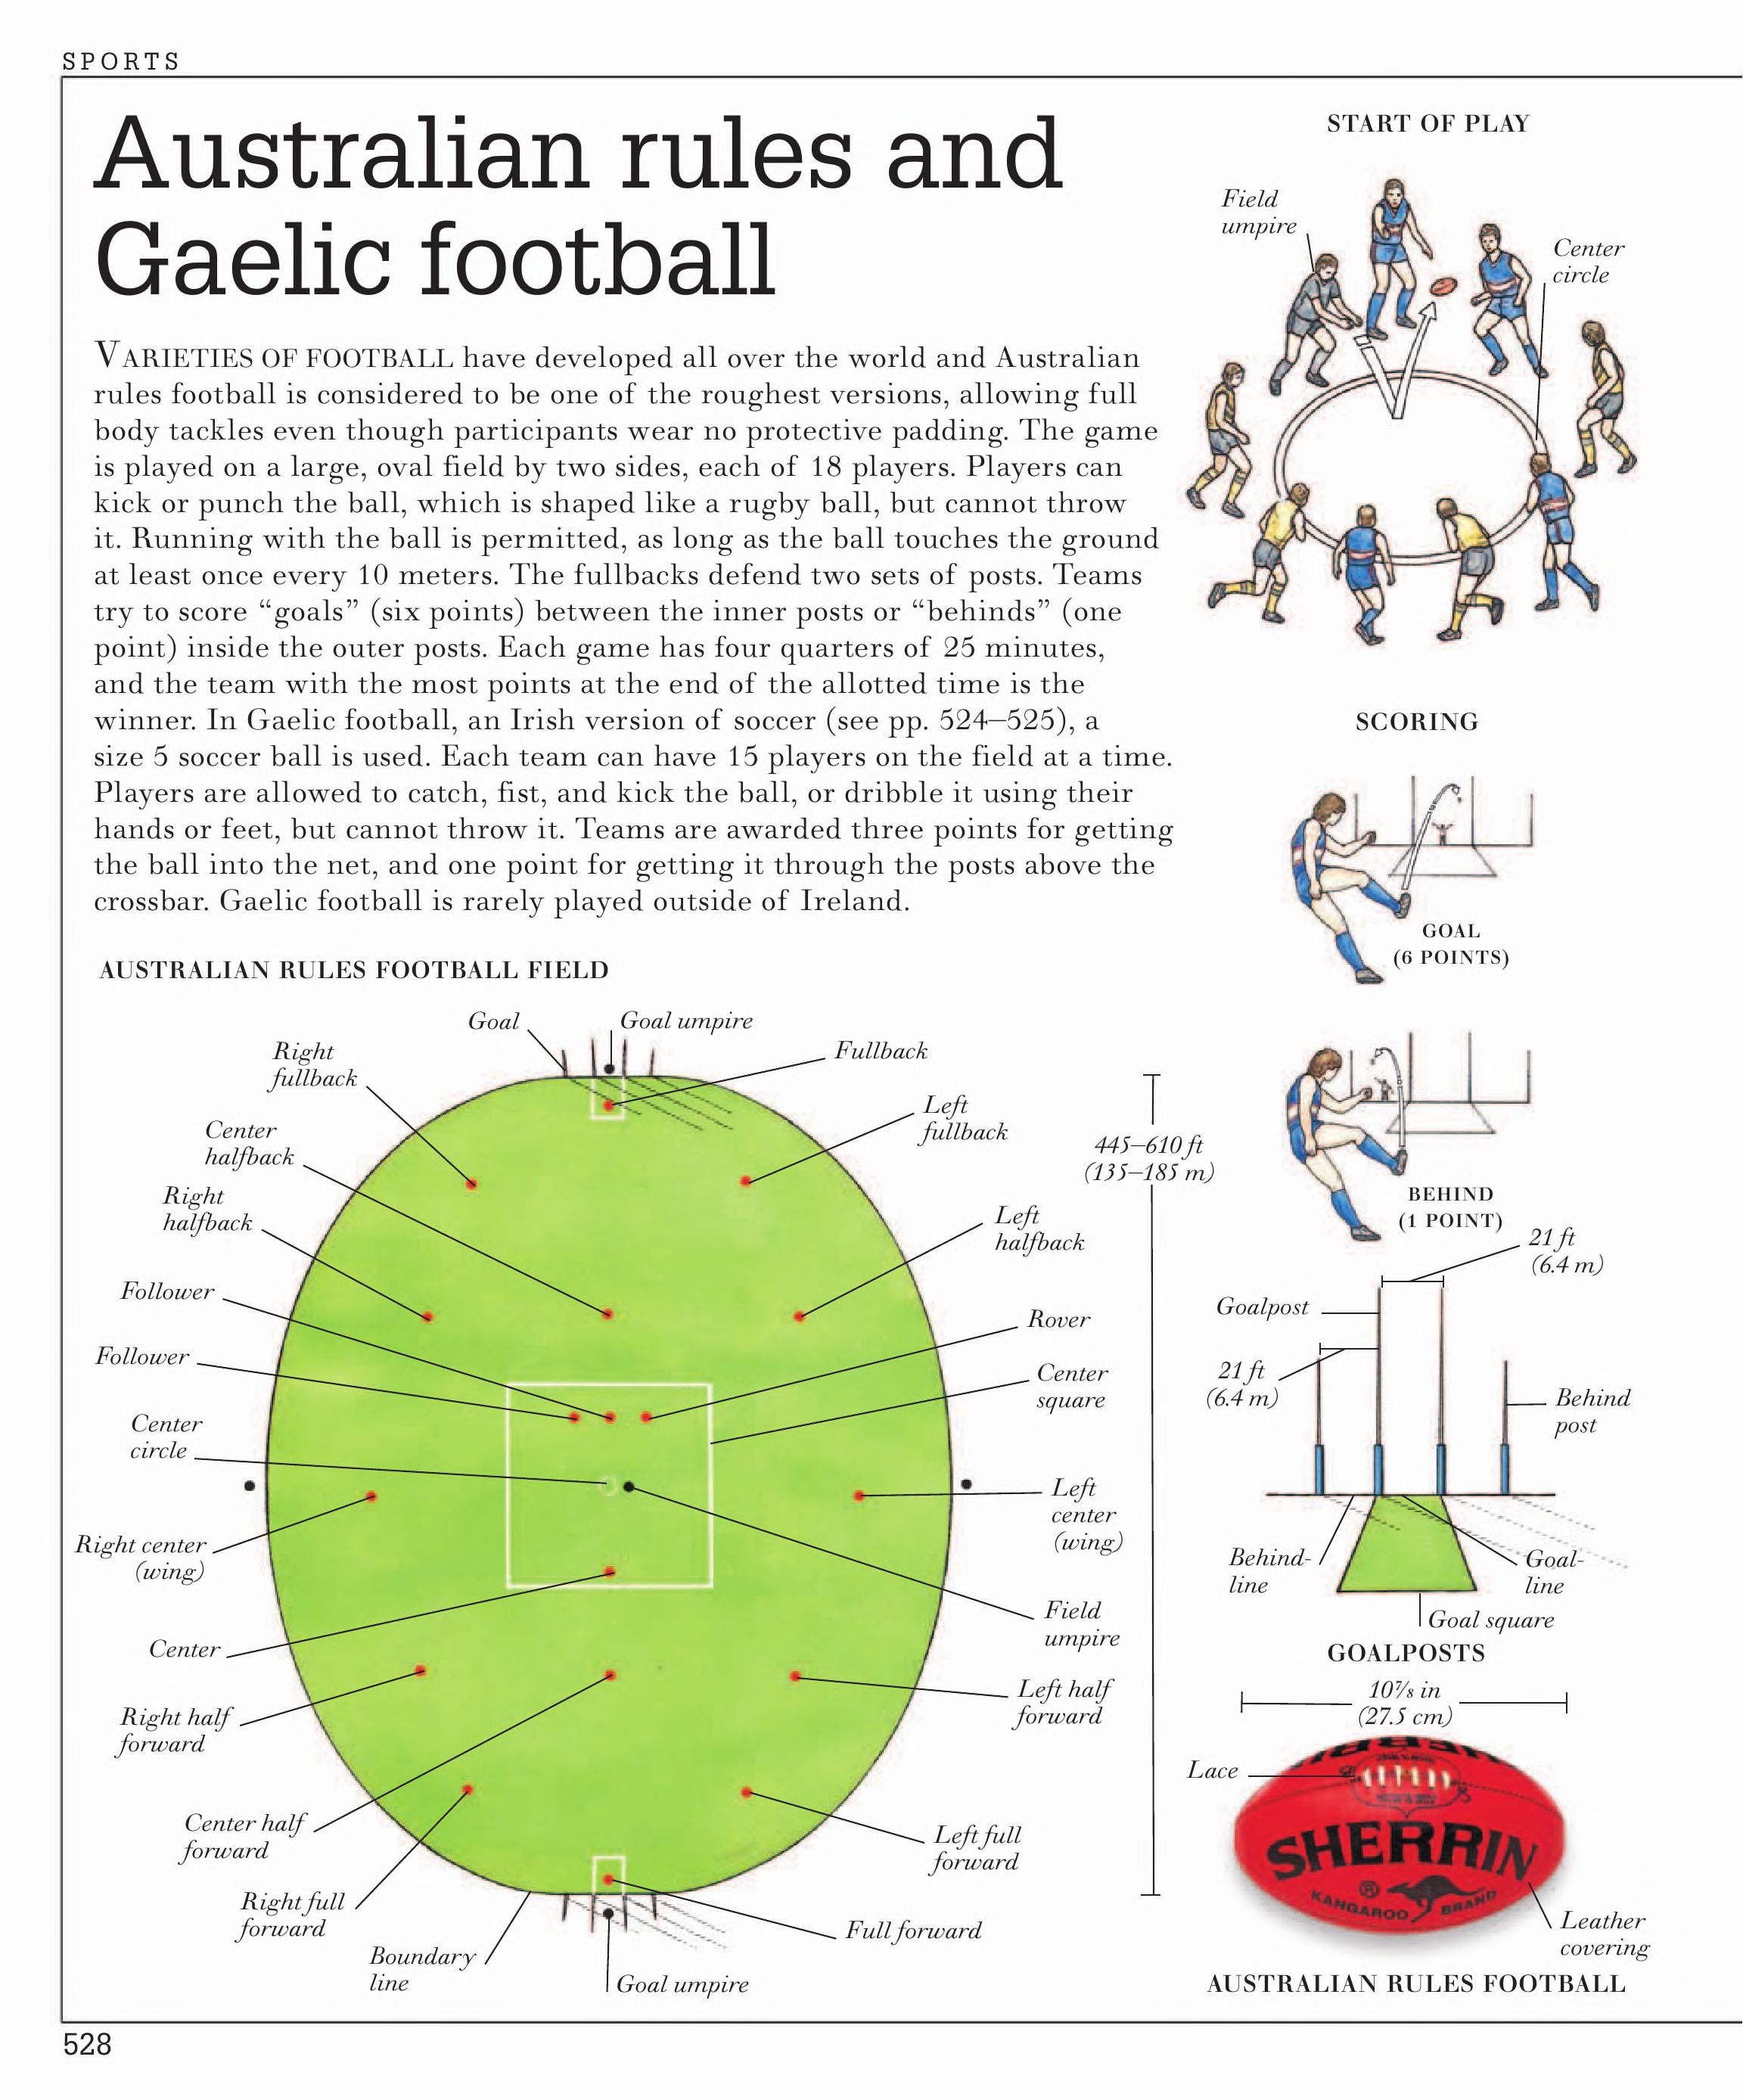 SPORTS
Australian rules and
Gaelic football
VARIETIES OF FOOTBALL have developed all over the world and Australian
rules football is considered to be one of the roughest versions, allowing full
body tackles even though participants wear no protective padding. The game
is played on a large, oval field by two sides, each of 18 players. Players can
kick or punch the ball, which is shaped like a rugby ball, but cannot throw
it. Running with the ball is permitted, as long as the ball touches the ground
at least once every 10 meters. The fullbacks defend two sets of posts. Teams
try to score “goals” (six points) between the inner posts or “behinds” (one
point) inside the outer posts. Each game has four quarters of 25 minutes,
and the team with the most points at the end of the allotted time is the
winner. In Gaelic football, an Irish version of soccer (see pp. 524–525), a
size 5 soccer ball is used. Each team can have 15 players on the field at a time.
Players are allowed to catch, fist, and kick the ball, or dribble it using their
hands or feet, but cannot throw it. Teams are awarded three points for getting
the ball into the net, and one point for getting it through the posts above the
crossbar. Gaelic football is rarely played outside of Ireland.
AUSTRALIAN RULES FOOTBALL FIELD
Goal
Goal umpire
Right
fullback
Fullback
Center
halfback
Left
fullback
445–610 ft
(135–185 m)
Right
halfback
Left
halfback
Follower
Rover
Follower
Center
square
Center
circle
Left
center
(wing)
Right center
(wing)
Field
umpire
Center
Left half
forward
Right half
forward
Center half
forward
Left full
forward
Right full
forward
Full forward
Boundary
line
Goal umpire
START OF PLAY
Field
umpire
Center
circle
SCORING
GOAL
(6 POINTS)
BEHIND
(1 POINT)
21 ft
(6.4 m)
Goalpost
21 ft
(6.4 m)
Behind
post
Behind-
line
Goal-
line
Goal square
GOALPOSTS
10⅞ in
(27.5 cm)
Lace
SHERRIN
®
KANGAROO BRAND
Leather
covering
AUSTRALIAN RULES FOOTBALL
528